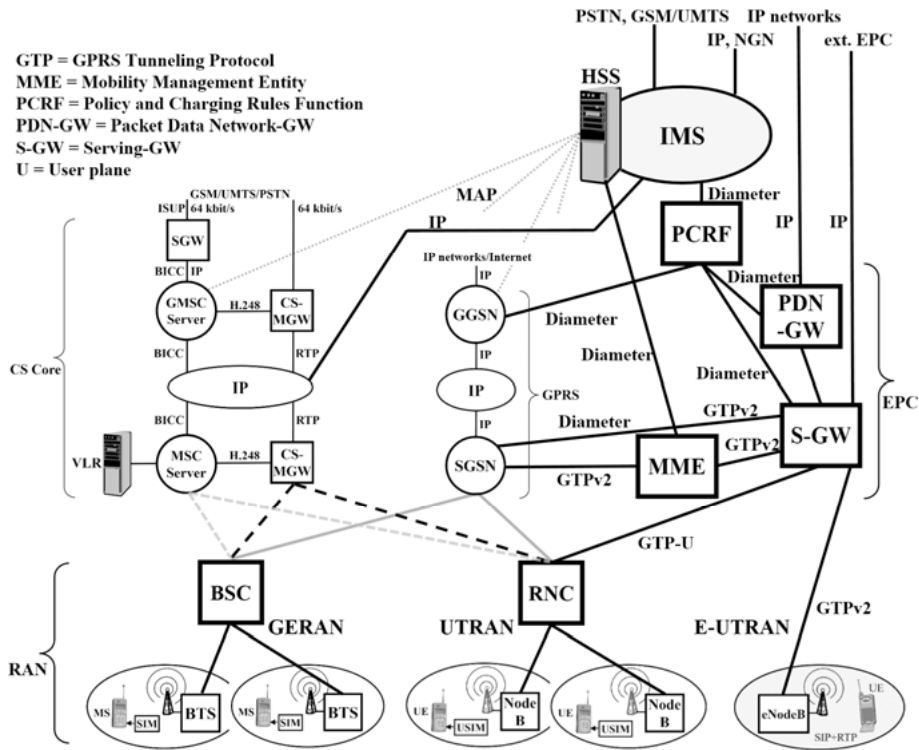 PSTN, GSM/UMTS
IP networks
IP, NGN
ext. EPC
GTP = GPRS Tunneling Protocol
MME = Mobility Management Entity
PCRF = Policy and Charging Rules Function
PDN-GW = Packet Data Network-GW
S-GW = Serving-GW
U = User plane
HSS
IMS
MAP
Diameter
GSM/UMTS/PSTN
ISUP
64 kbit/s
64 kbit/s
IP
IP
IP
SGW
PCRF
BICC
IP
IP networks/Internet
IP
Diameter
GMSC
Server
H.248
CS-
MGW
GGSN
Diameter
PDN
-GW
CS Core
BICC
RTP
IP
Diameter
IP
IP
GPRS
Diameter
EPC
BICC
RTP
IP
Diameter
GTPv2
S-GW
VLR
MSC
Server
H.248
CS-
MGW
SGSN
GTPv2
MME
GTPv2
GTP-U
BSC
RNC
GTPv2
GERAN
UTRAN
E-UTRAN
RAN
MS
SIM
BTS
MS
SIM
BTS
UE
USIM
Node
B
UE
USIM
Node
B
eNodeB
UE
SIP+RTP